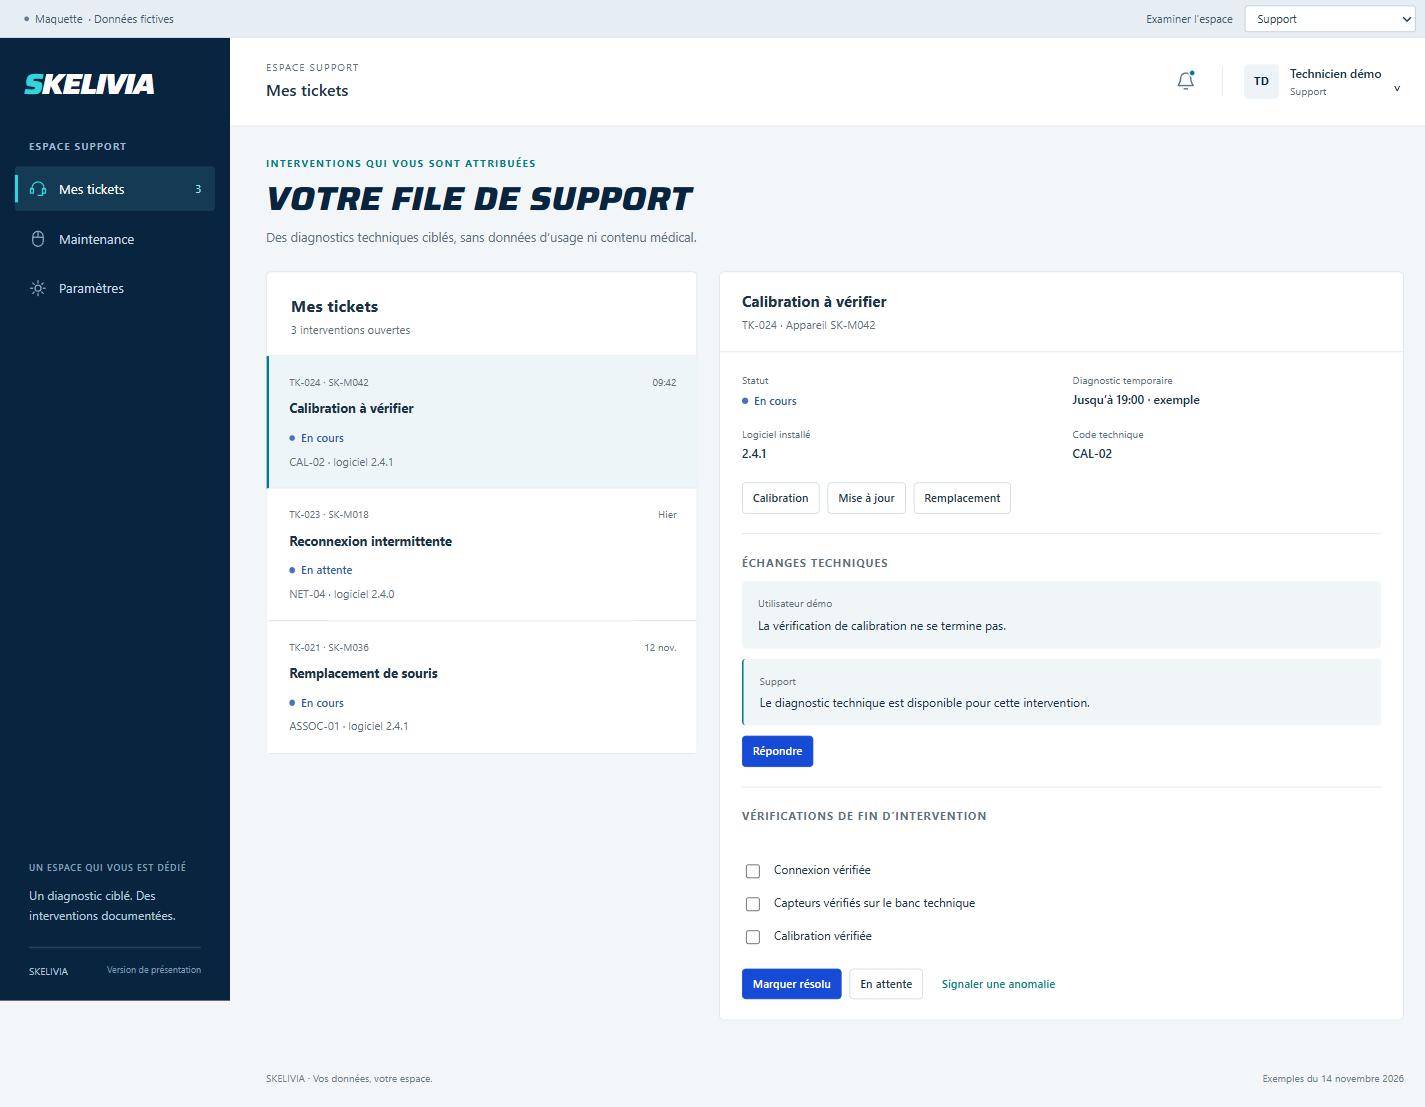 Maquette · Données fictives
Examiner l'espace
Support
SKELIVIA
ESPACE SUPPORT
Mes tickets 3
Maintenance
Paramètres
UN ESPACE QUI VOUS EST DÉDIÉ
Un diagnostic ciblé. Des
interventions documentées.
SKELIVIA
Version de présentation
ESPACE SUPPORT
Mes tickets
TD
Technicien démo
Support
INTERVENTIONS QUI VOUS SONT ATTRIBUÉES
VOTRE FILE DE SUPPORT
Des diagnostics techniques ciblés, sans données d'usage ni contenu médical.
Mes tickets
3 interventions ouvertes
TK-024 · SK-M042 09:42
Calibration à vérifier
En cours
CAL-02 · logiciel 2.4.1
TK-023 · SK-M018 Hier
Reconnexion intermittente
En attente
NET-04 · logiciel 2.4.0
TK-021 · SK-M036 12 nov.
Remplacement de souris
En cours
ASSOC-01 · logiciel 2.4.1
Calibration à vérifier
TK-024 · Appareil SK-M042
Statut
En cours
Diagnostic temporaire
Jusqu'à 19:00 · exemple
Logiciel installé
2.4.1
Code technique
CAL-02
Calibration
Mise à jour
Remplacement
ÉCHANGES TECHNIQUES
Utilisateur démo
La vérification de calibration ne se termine pas.
Support
Le diagnostic technique est disponible pour cette intervention.
Répondre
VÉRIFICATIONS DE FIN D'INTERVENTION
Connexion vérifiée
Capteurs vérifiés sur le banc technique
Calibration vérifiée
Marquer résolu
En attente
Signaler une anomalie
SKELIVIA · Vos données, votre espace.
Exemples du 14 novembre 2026